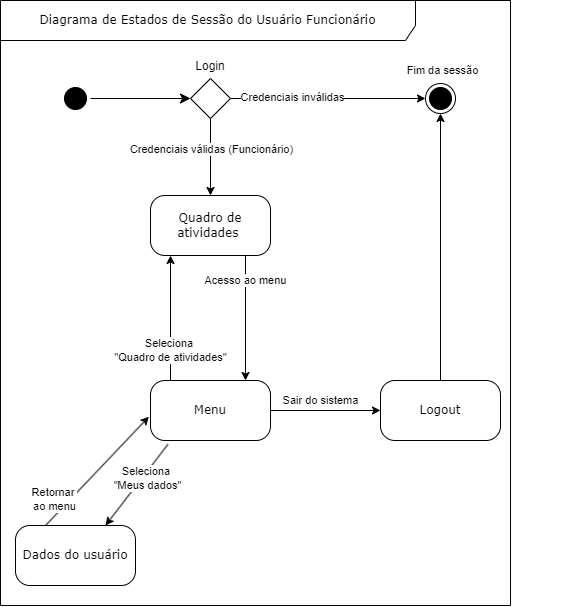 Diagrama de Estados de Sessão do Usuário Funcionário
Login
Fim da sessão
Credenciais inválidas
Credenciais válidas (Funcionário)
Quadro de
atividades
Acesso ao menu
Seleciona
"Quadro de atividades"
Menu
Sair do sistema
Logout
Seleciona
"Meus dados"
Retornar
ao menu
Dados do usuário